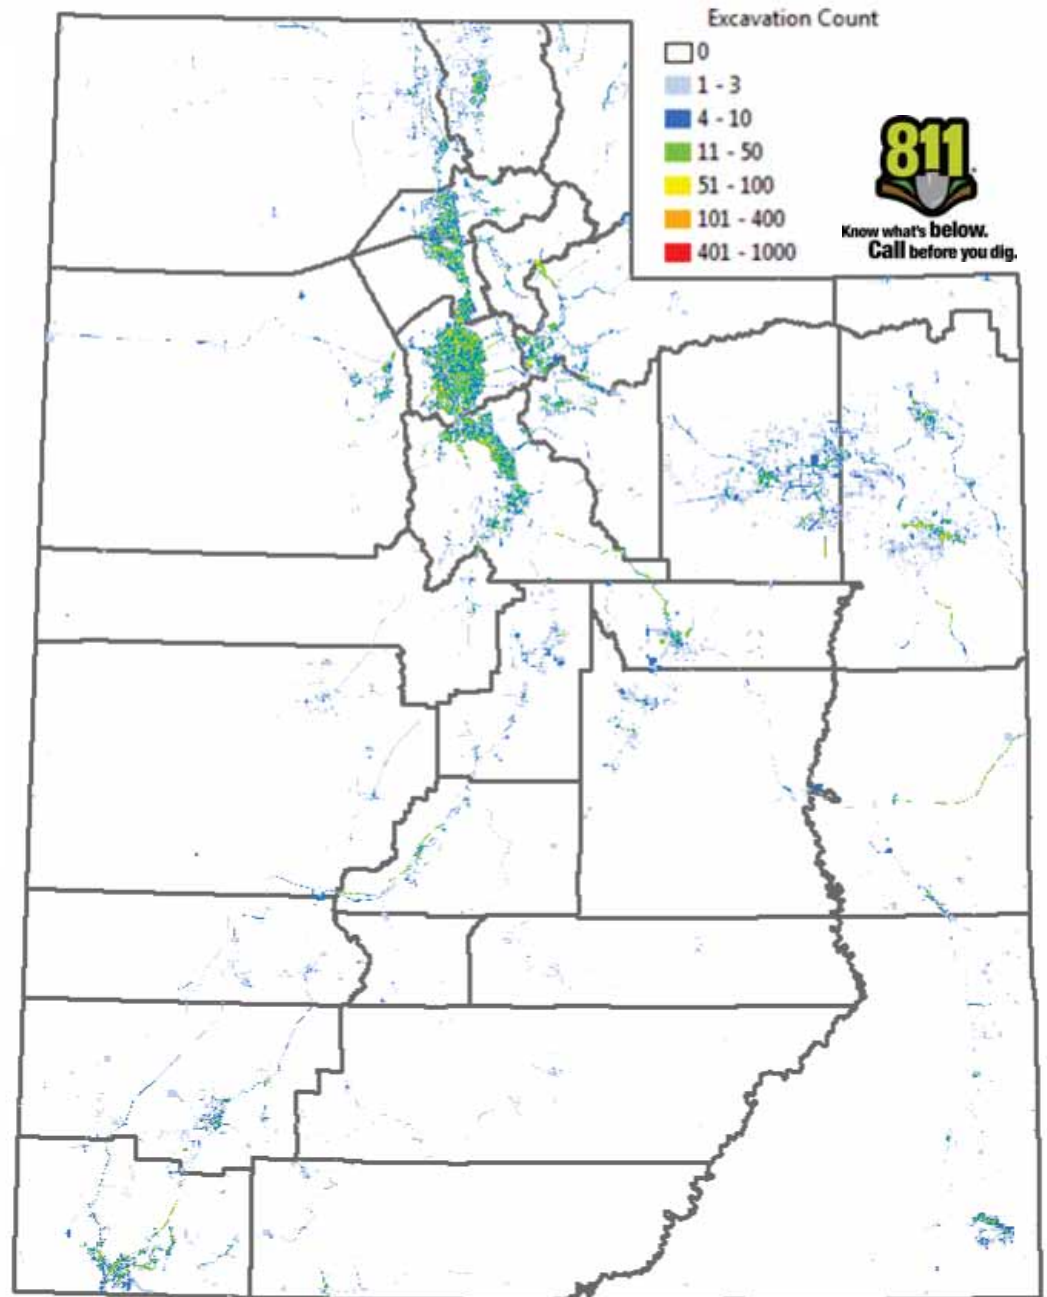 Excavation Count
0
1 - 3
4 - 10
11 - 50
51 - 100
101 - 400
401 - 1000
811
Know what's below.
Call before you dig.